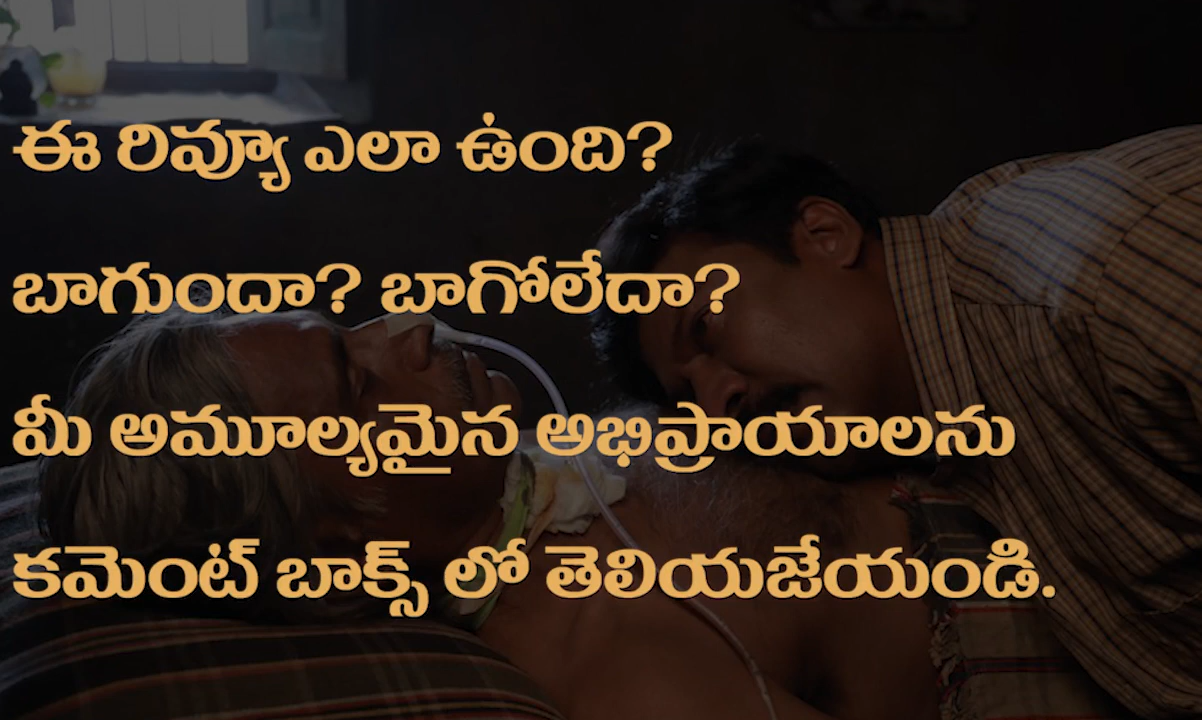 ఈ రివ్యూ ఎలా ఉంది?
బాగుందా? బాగోలేదా?
మీ అమూల్యమైన అభిప్రాయాలను
కమెంట్ బాక్స్ లో తెలియజేయండి.